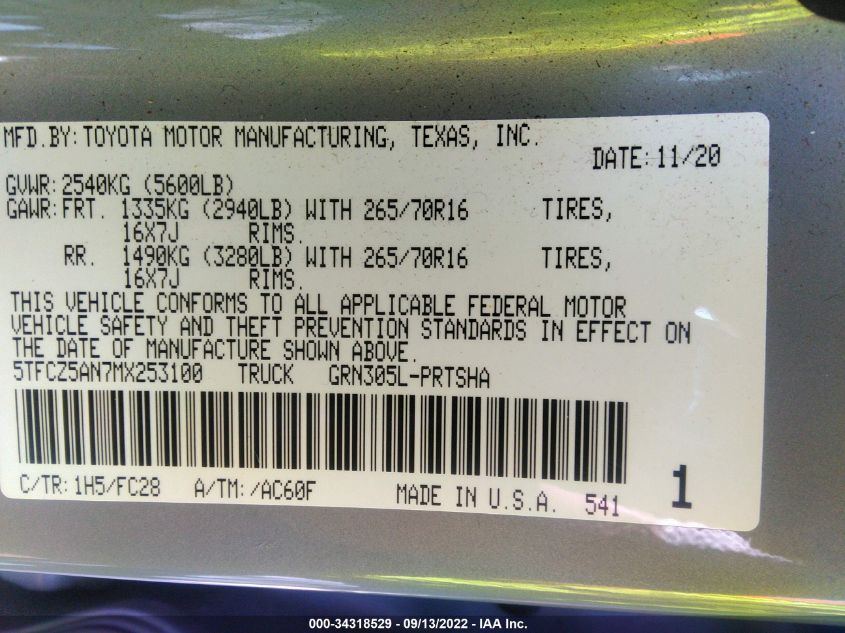 MFD.BY:TOYOTA MOTOR MANUFACTURING, TEXAS, INC.
DATE:11/20
GVWR:2540KG (5600LB)
GAWR:FRT. 1335KG (2940LB) WITH 265/70R16 TIRES,
16X7J RIMS.
RR. 1490KG (3280LB) WITH 265/70R16 TIRES,
16X7J RIMS.
THIS VEHICLE CONFORMS TO ALL APPLICABLE FEDERAL MOTOR
VEHICLE SAFETY AND THEFT PREVENTION STANDARDS IN EFFECT ON
THE DATE OF MANUFACTURE SHOWN ABOVE.
5TFCZ5AN7MX253100 TRUCK GRN305L-PRTSHA
C/TR:1H5/FC28 A/TM:/AC60F MADE IN U.S.A. 541 1
000-34318529 - 09/13/2022 - IAA Inc.